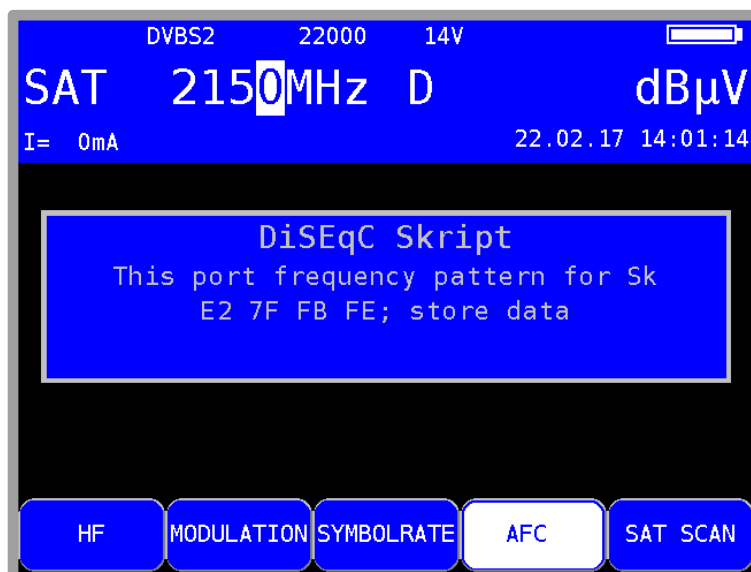 DVBS2 22000 14V
SAT 2150MHz D dBµV
I= 0mA 22.02.17 14:01:14
DiSEqC Skript
This port frequency pattern for Sk
E2 7F FB FE; store data
HF MODULATION SYMBOLRATE AFC SAT SCAN